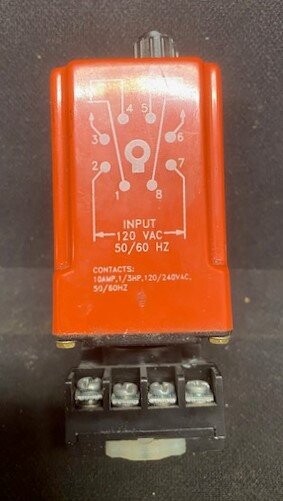 4 5
3 6
2 7
1 8
INPUT
120 VAC
50/60 HZ
CONTACTS:
10AMP, 1/3HP, 120/240VAC,
50/60HZ